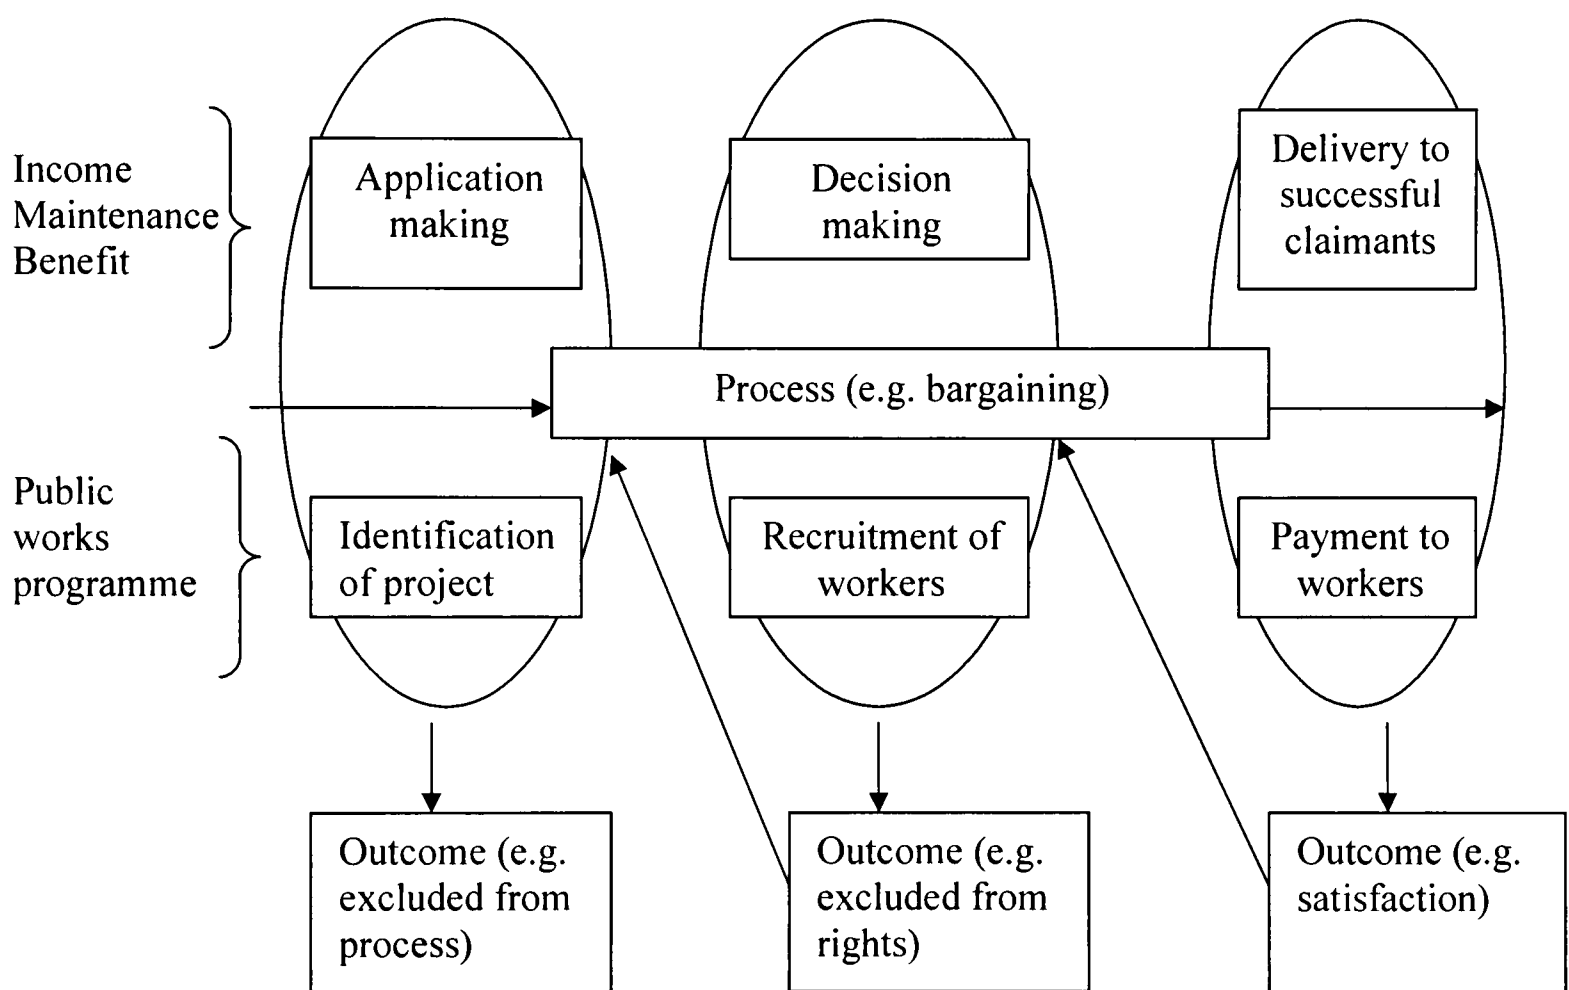 Income
Maintenance
Benefit
Application
making
Decision
making
Delivery to
successful
claimants
Process (e.g. bargaining)
Public
works
programme
Identification
of project
Recruitment of
workers
Payment to
workers
Outcome (e.g.
excluded from
process)
Outcome (e.g.
excluded from
rights)
Outcome (e.g.
satisfaction)